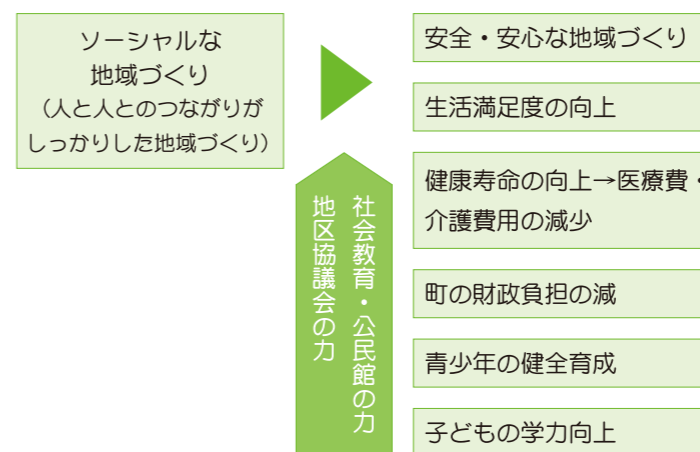 ソーシャルな
地域づくり
（人と人とのつながりが
しっかりした地域づくり）
安全・安心な地域づくり
生活満足度の向上
健康寿命の向上→医療費・
介護費用の減少
町の財政負担の減
青少年の健全育成
子どもの学力向上
社会教育・公民館の力
地区協議会の力